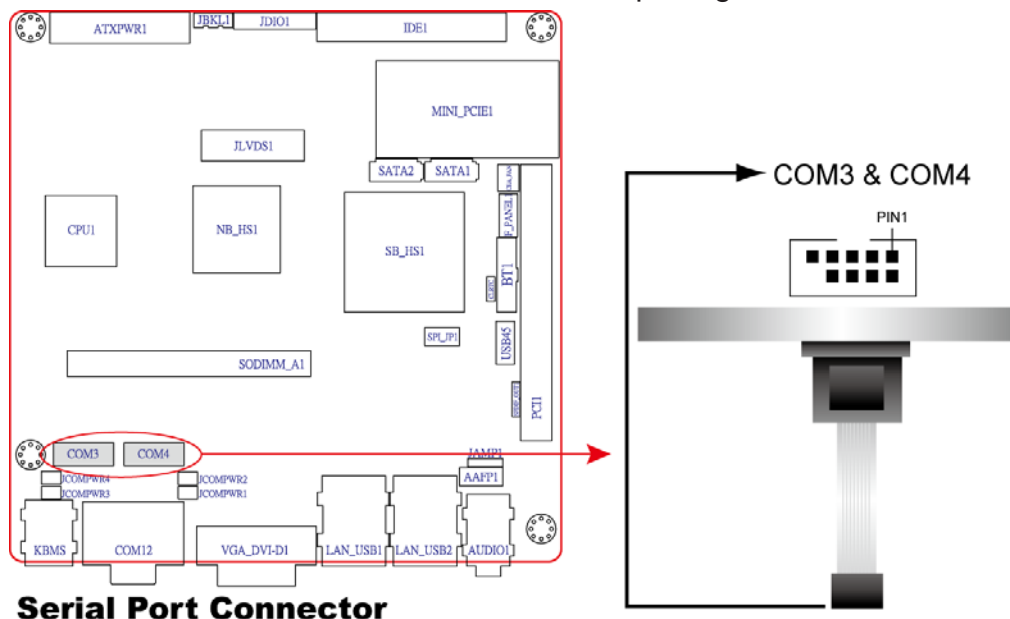 ATXPWR1
JBKL1
JDIO1
IDE1
MINI_PCIE1
JLVDS1
SATA2
SATA1
CPU1
NB_HS1
SB_HS1
F_PANEL1
BT1
SPI_JP1
USB45
SODIMM_A1
PCI1
COM3
COM4
JAMP1
AAFP1
JCOMPWR4
JCOMPWR2
JCOMPWR3
JCOMPWR1
KBMS
COM12
VGA_DVI-D1
LAN_USB1
LAN_USB2
AUDIO1
COM3 & COM4
PIN1
Serial Port Connector